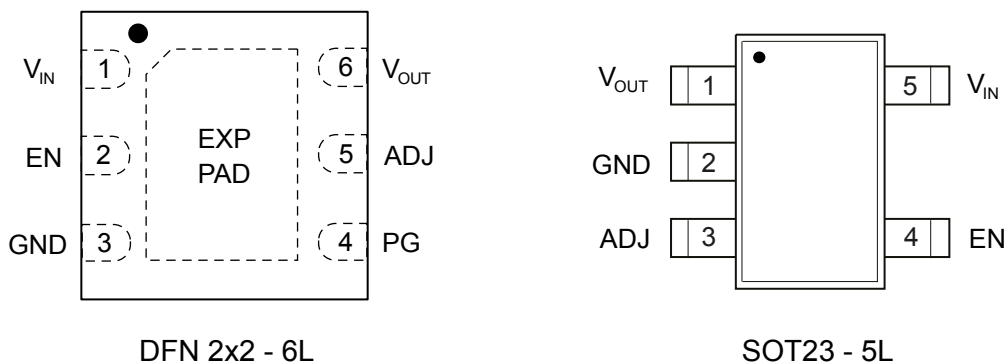 V_IN 1 6 V_OUT
EN 2 EXP PAD 5 ADJ
GND 3 4 PG
DFN 2x2 - 6L
V_OUT 1 5 V_IN
GND 2
ADJ 3 4 EN
SOT23 - 5L